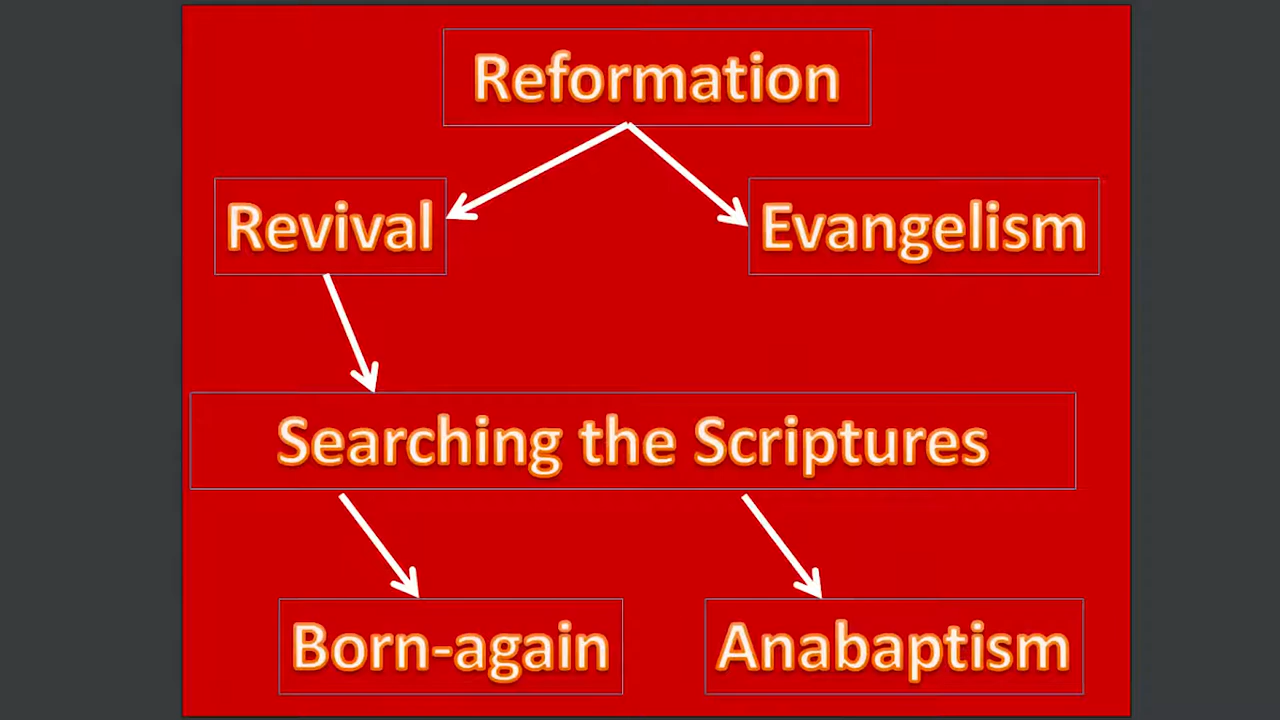 Reformation
Revival
Evangelism
Searching the Scriptures
Born-again
Anabaptism